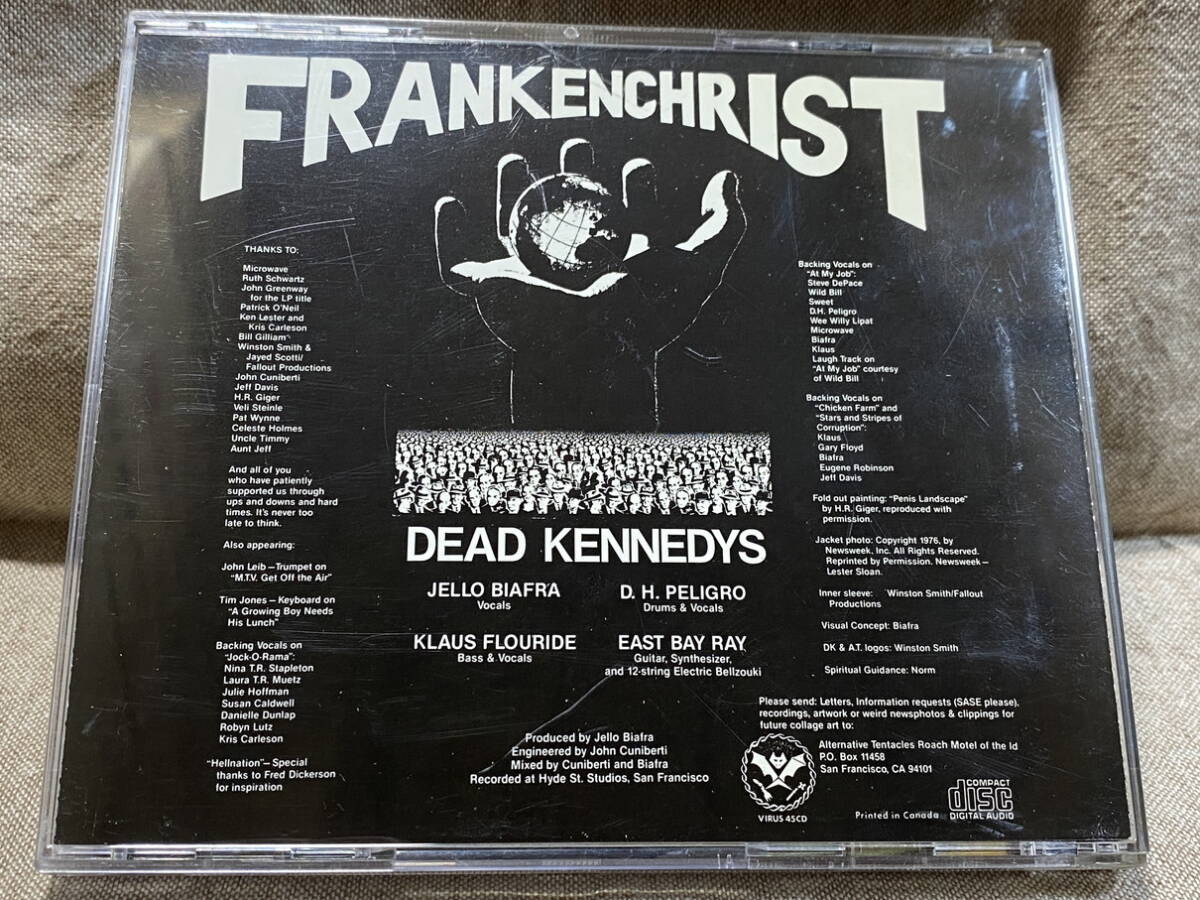 FRANKENCHRIST
THANKS TO:
Microwave
Ruth Schwartz
John Greenway
for the LP title
Patrick O'Neil
Ken Lester and
Kris Carleson
Bill Gilliam
Winston Smith &
Jayed Scotti/
Fallout Productions
John Cuniberti
Jeff Davis
H.R. Giger
Veli Steinle
Pat Wynne
Celeste Holmes
Uncle Timmy
Aunt Jeff
And all of you
who have patiently
supported us through
ups and downs and hard
times. It's never too
late to think.
Also appearing:
John Leib—Trumpet on
"M.T.V. Get Off the Air"
Tim Jones—Keyboard on
"A Growing Boy Needs
His Lunch"
Backing Vocals on
"Jock-O-Rama":
Nina T.R. Stapleton
Laura T.R. Muetz
Julie Hoffman
Susan Caldwell
Danielle Dunlap
Robyn Lutz
Kris Carleson
"Hellnation"—Special
thanks to Fred Dickerson
for inspiration
DEAD KENNEDYS
JELLO BIAFRA
Vocals
D. H. PELIGRO
Drums & Vocals
KLAUS FLOURIDE
Bass & Vocals
EAST BAY RAY
Guitar, Synthesizer,
and 12-string Electric Bellzouki
Produced by Jello Biafra
Engineered by John Cuniberti
Mixed by Cuniberti and Biafra
Recorded at Hyde St. Studios, San Francisco
Backing Vocals on
"At My Job":
Steve DePace
Wild Bill
Sweet
D.H. Peligro
Wee Willy Lipat
Microwave
Biafra
Klaus
Laugh Track on
"At My Job" courtesy
of Wild Bill
Backing Vocals on
"Chicken Farm" and
"Stars and Stripes of
Corruption":
Klaus
Gary Floyd
Biafra
Eugene Robinson
Jeff Davis
Fold out painting: "Penis Landscape"
by H.R. Giger, reproduced with
permission.
Jacket photo: Copyright 1976, by
Newsweek, Inc. All Rights Reserved.
Reprinted by Permission. Newsweek—
Lester Sloan.
Inner sleeve: Winston Smith/Fallout
Productions
Visual Concept: Biafra
DK & A.T. logos: Winston Smith
Spiritual Guidance: Norm
Please send: Letters, Information requests (SASE please),
recordings, artwork or weird newsphotos & clippings for
future collage art to:
Alternative Tentacles Roach Motel of the Id
P.O. Box 11458
San Francisco, CA 94101
VIRUS 45CD
Printed in Canada
COMPACT
disc
DIGITAL AUDIO